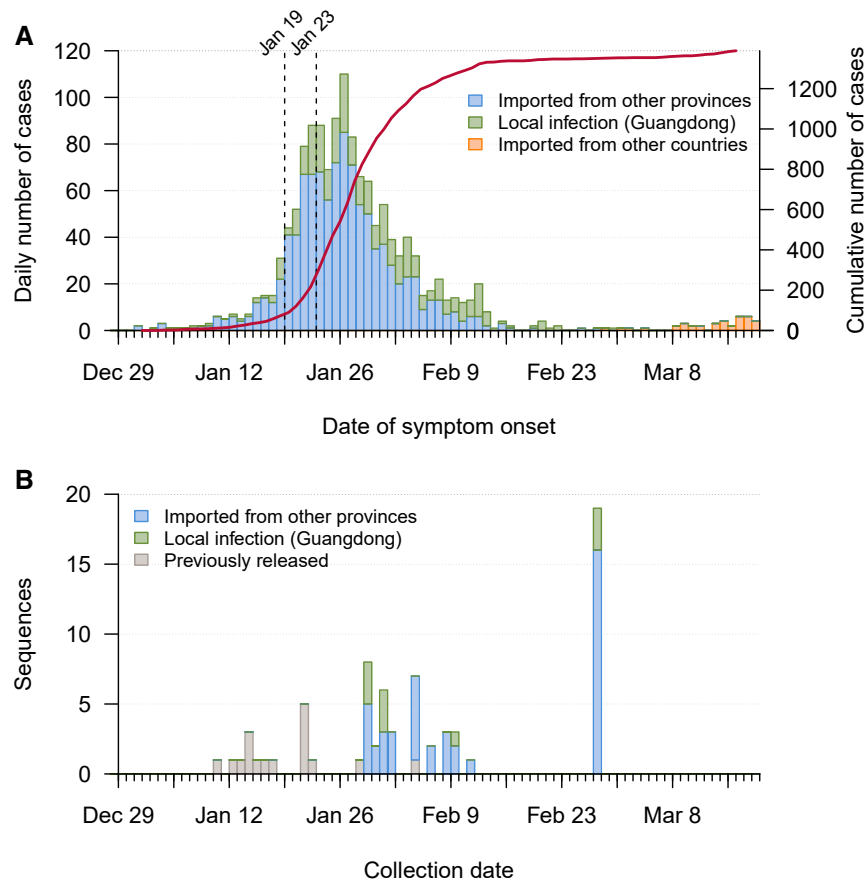 A
Jan 19
Jan 23
120
100
80
60
40
20
0
Daily number of cases
Imported from other provinces
Local infection (Guangdong)
Imported from other countries
1200
1000
800
600
400
200
0
Cumulative number of cases
Dec 29 Jan 12 Jan 26 Feb 9 Feb 23 Mar 8
Date of symptom onset
B
20
15
10
5
0
Sequences
Imported from other provinces
Local infection (Guangdong)
Previously released
Dec 29 Jan 12 Jan 26 Feb 9 Feb 23 Mar 8
Collection date